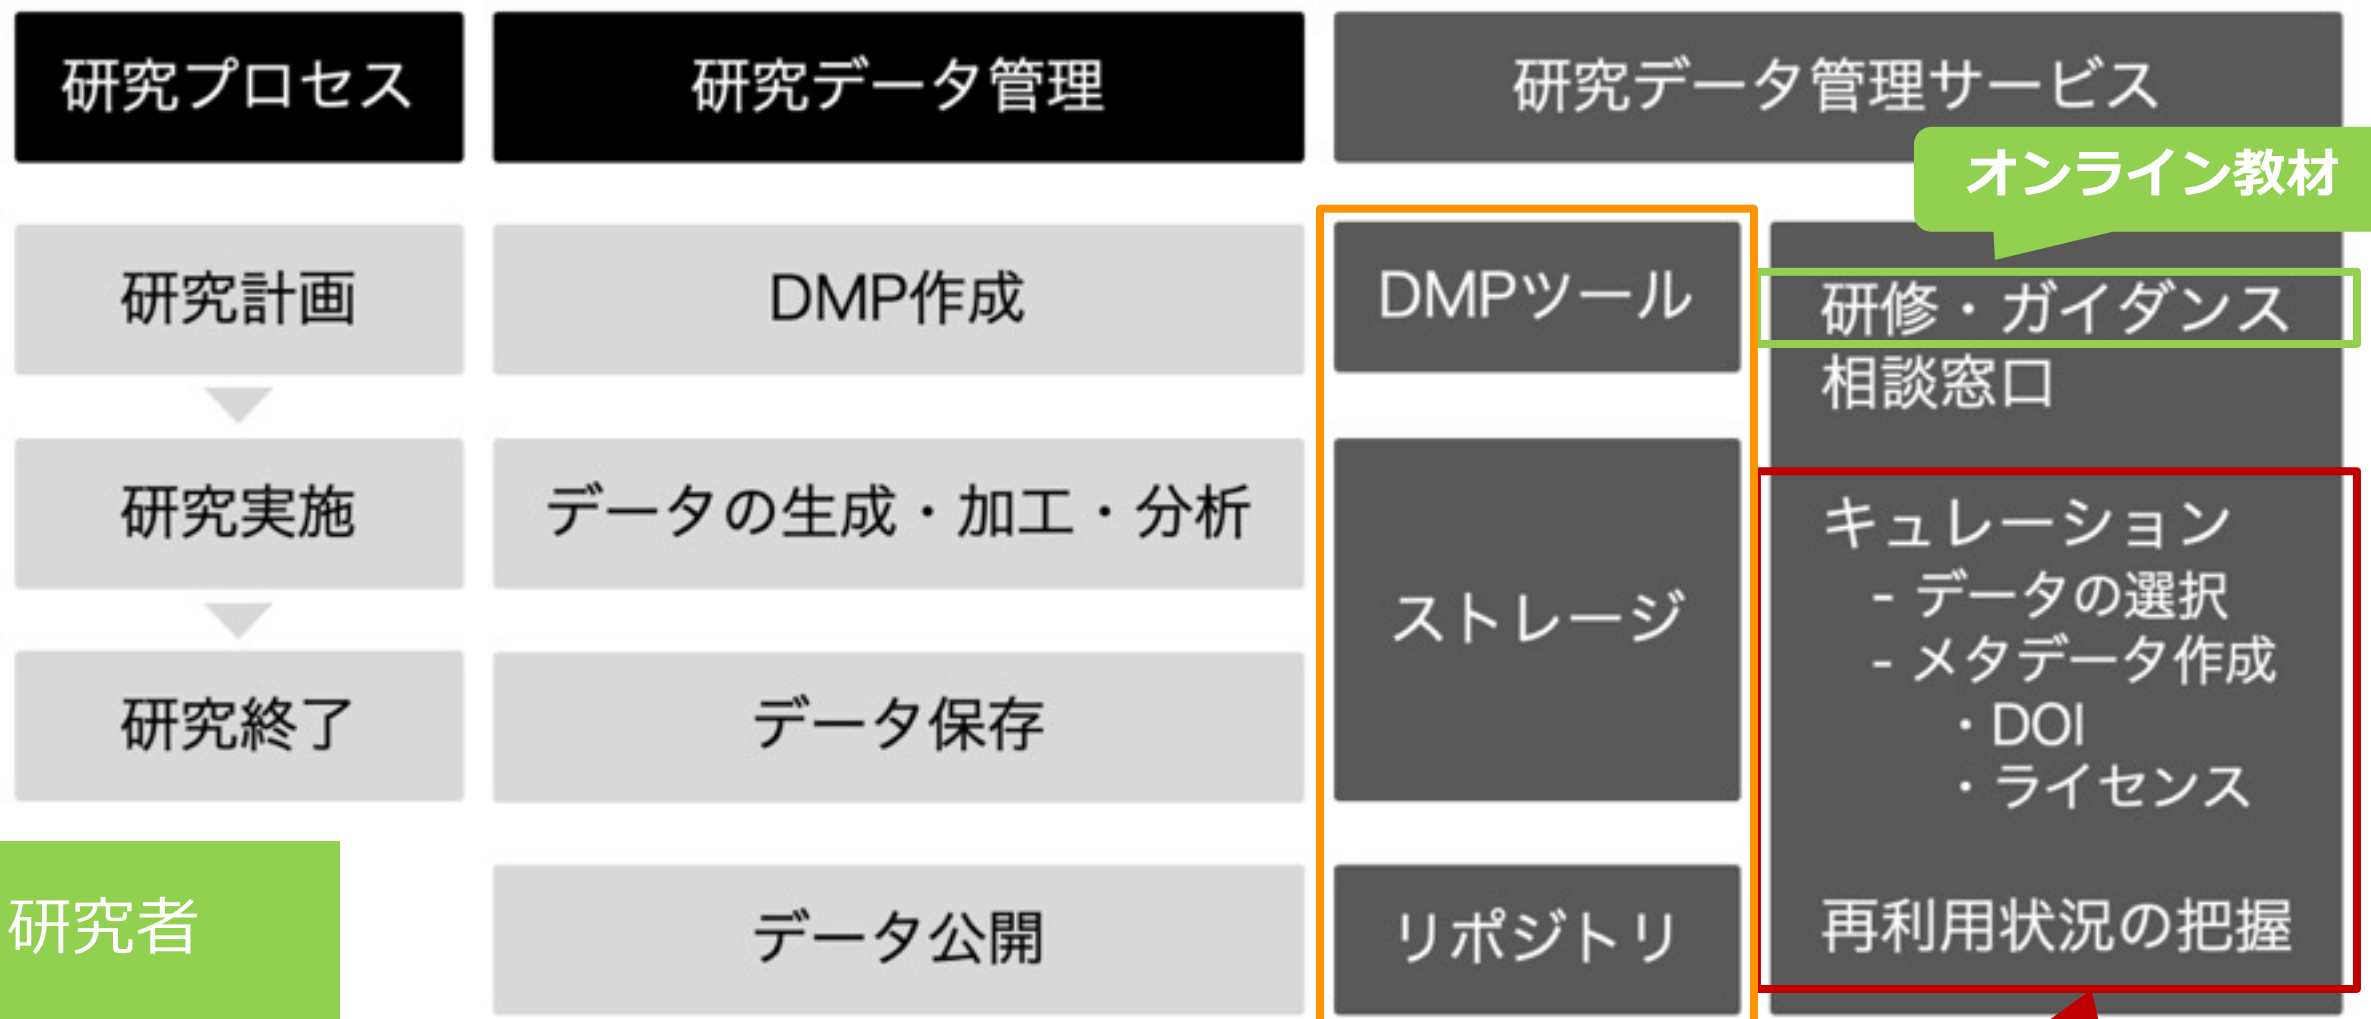 研究プロセス
研究データ管理
研究データ管理サービス
オンライン教材
研究計画
DMP作成
DMPツール
研修・ガイダンス
相談窓口
研究実施
データの生成・加工・分析
ストレージ
キュレーション
- データの選択
- メタデータ作成
・DOI
・ライセンス
研究終了
データ保存
研究者
データ公開
リポジトリ
再利用状況の把握